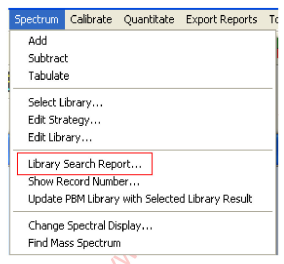 Spectrum Calibrate Quantitate Export Reports
Add
Subtract
Tabulate
Select Library...
Edit Strategy...
Edit Library...
Library Search Report...
Show Record Number...
Update PBM Library with Selected Library Result
Change Spectral Display...
Find Mass Spectrum